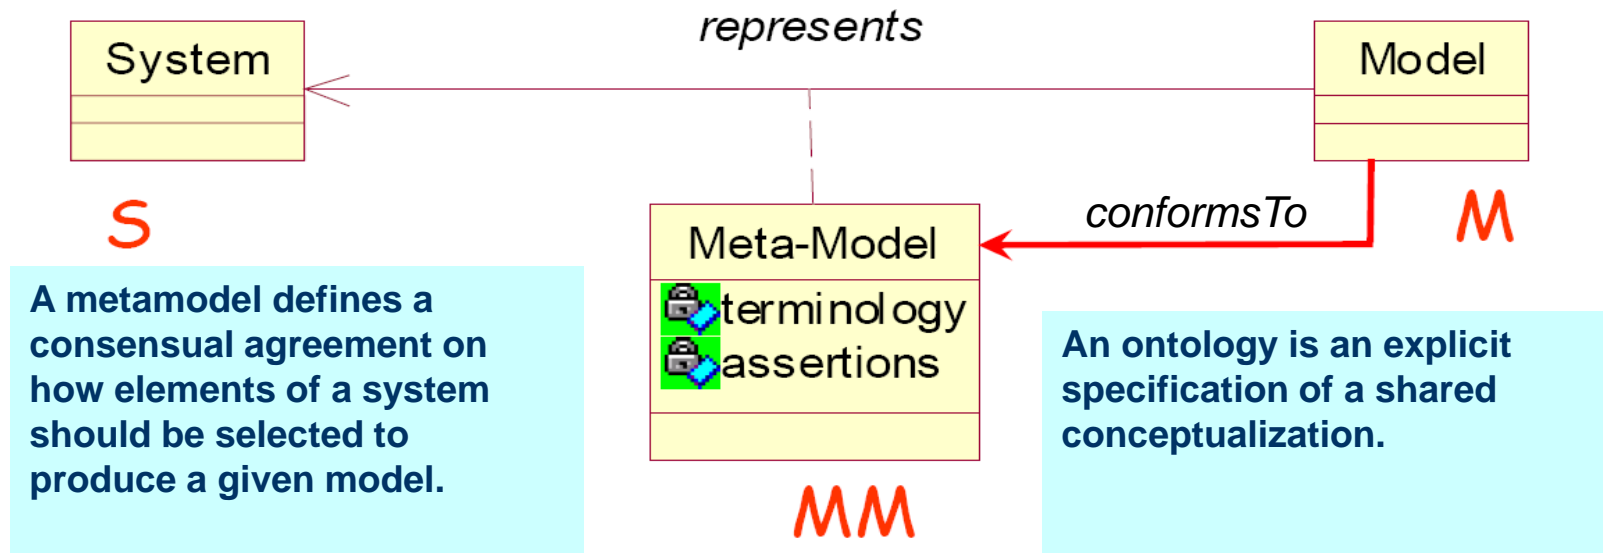 represents
System
Model
conformsTo
S
M
Meta-Model
terminology
assertions
MM
A metamodel defines a
consensual agreement on
how elements of a system
should be selected to
produce a given model.
An ontology is an explicit
specification of a shared
conceptualization.